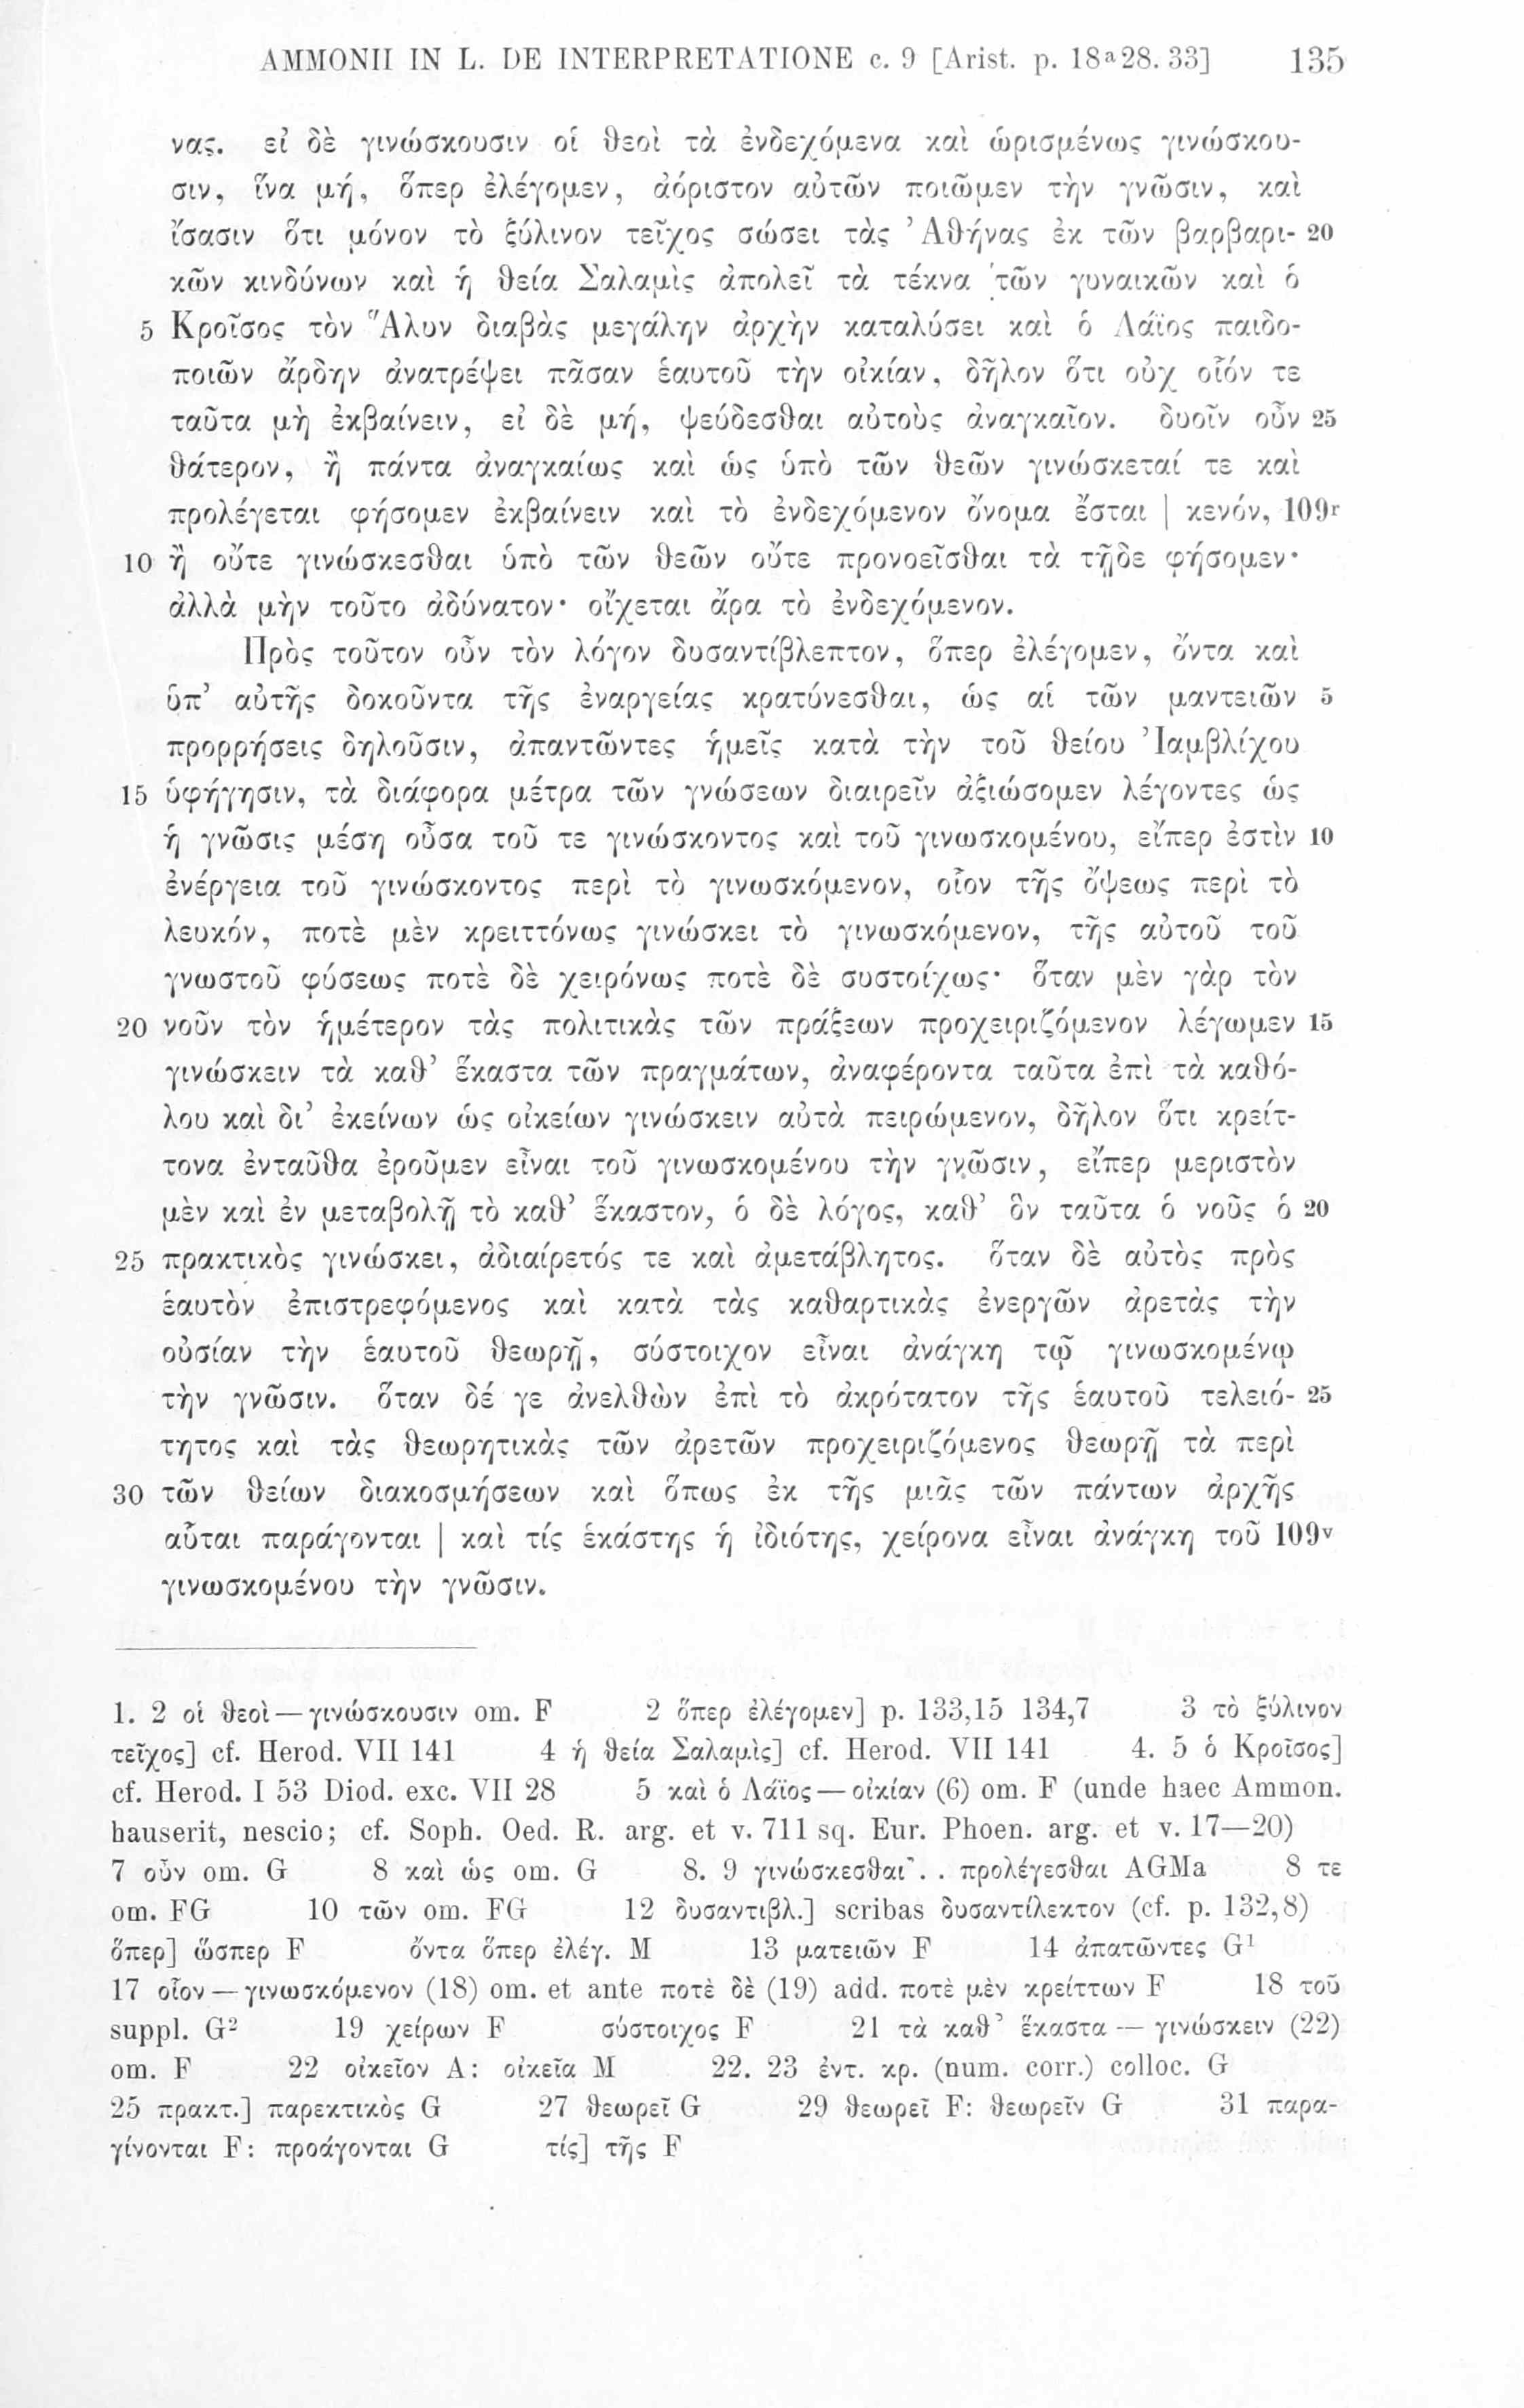 AMMONII IN L. DE INTERPRETATIONE c. 9 [Arist. p. 18ª28. 33] 135
νας. εἰ δὲ γινώσκουσιν οἱ θεοὶ τὰ ἐνδεχόμενα καὶ ὡρισμένως γινώσκου-
σιν, ἵνα μή, ὅπερ ἐλέγομεν, ἀόριστον αὐτῶν ποιῶμεν τὴν γνῶσιν, καὶ
ἴσασιν ὅτι μόνον τὸ ξύλινον τεῖχος σώσει τὰς Ἀθήνας ἐκ τῶν βαρβαρι- 20
κῶν κινδύνων καὶ ἡ θεία Σαλαμὶς ἀπολεῖ τὰ τέκνα τῶν γυναικῶν καὶ ὁ
5 Κροῖσος τὸν Ἅλυν διαβὰς μεγάλην ἀρχὴν καταλύσει καὶ ὁ Λάϊος παιδο-
ποιῶν ἄρδην ἀνατρέψει πᾶσαν ἑαυτοῦ τὴν οἰκίαν, δῆλον ὅτι οὐχ οἷόν τε
ταῦτα μὴ ἐκβαίνειν, εἰ δὲ μή, ψεύδεσθαι αὐτοὺς ἀναγκαῖον. δυοῖν οὖν 25
θάτερον, ἢ πάντα ἀναγκαίως καὶ ὡς ὑπὸ τῶν θεῶν γινώσκεταί τε καὶ
προλέγεται φήσομεν ἐκβαίνειν καὶ τὸ ἐνδεχόμενον ὄνομα ἔσται | κενόν, 109r
10 ἢ οὔτε γινώσκεσθαι ὑπὸ τῶν θεῶν οὔτε προνοεῖσθαι τὰ τῇδε φήσομεν·
ἀλλὰ μὴν τοῦτο ἀδύνατον· οἴχεται ἄρα τὸ ἐνδεχόμενον.
Πρὸς τοῦτον οὖν τὸν λόγον δυσαντίβλεπτον, ὅπερ ἐλέγομεν, ὄντα καὶ
ὑπ’ αὐτῆς δοκοῦντα τῆς ἐναργείας κρατύνεσθαι, ὡς αἱ τῶν μαντειῶν 5
προρρήσεις δηλοῦσιν, ἀπαντῶντες ἡμεῖς κατὰ τὴν τοῦ θείου Ἰαμβλίχου
15 ὑφήγησιν, τὰ διάφορα μέτρα τῶν γνώσεων διαιρεῖν ἀξιώσομεν λέγοντες ὡς
ἡ γνῶσις μέση οὖσα τοῦ τε γινώσκοντος καὶ τοῦ γινωσκομένου, εἴπερ ἐστὶν 10
ἐνέργεια τοῦ γινώσκοντος περὶ τὸ γινωσκόμενον, οἷον τῆς ὄψεως περὶ τὸ
λευκόν, ποτὲ μὲν κρειττόνως γινώσκει τὸ γινωσκόμενον, τῆς αὐτοῦ τοῦ
γνωστοῦ φύσεως ποτὲ δὲ χειρόνως ποτὲ δὲ συστοίχως· ὅταν μὲν γὰρ τὸν
20 νοῦν τὸν ἡμέτερον τὰς πολιτικὰς τῶν πράξεων προχειριζόμενον λέγωμεν 15
γινώσκειν τὰ καθ’ ἕκαστα τῶν πραγμάτων, ἀναφέροντα ταῦτα ἐπὶ τὰ καθό-
λου καὶ δι’ ἐκείνων ὡς οἰκείων γινώσκειν αὐτὰ πειρώμενον, δῆλον ὅτι κρείτ-
τονα ἐνταῦθα ἐροῦμεν εἶναι τοῦ γινωσκομένου τὴν γνῶσιν, εἴπερ μεριστὸν
μὲν καὶ ἐν μεταβολῇ τὸ καθ’ ἕκαστον, ὁ δὲ λόγος, καθ’ ὃν ταῦτα ὁ νοῦς ὁ 20
25 πρακτικὸς γινώσκει, ἀδιαίρετός τε καὶ ἀμετάβλητος. ὅταν δὲ αὐτὸς πρὸς
ἑαυτὸν ἐπιστρεφόμενος καὶ κατὰ τὰς καθαρτικὰς ἐνεργῶν ἀρετὰς τὴν
οὐσίαν τὴν ἑαυτοῦ θεωρῇ, σύστοιχον εἶναι ἀνάγκη τῷ γινωσκομένῳ
τὴν γνῶσιν. ὅταν δέ γε ἀνελθὼν ἐπὶ τὸ ἀκρότατον τῆς ἑαυτοῦ τελειό- 25
τητος καὶ τὰς θεωρητικὰς τῶν ἀρετῶν προχειριζόμενος θεωρῇ τὰ περὶ
30 τῶν θείων διακοσμήσεων καὶ ὅπως ἐκ τῆς μιᾶς τῶν πάντων ἀρχῆς
αὗται παράγονται | καὶ τίς ἑκάστης ἡ ἰδιότης, χείρονα εἶναι ἀνάγκη τοῦ 109v
γινωσκομένου τὴν γνῶσιν.
1. 2 οἱ θεοὶ — γινώσκουσιν om. F 2 ὅπερ ἐλέγομεν] p. 133,15 134,7 3 τὸ ξύλινον
τεῖχος] cf. Herod. VII 141 4 ἡ θεία Σαλαμὶς] cf. Herod. VII 141 4. 5 ὁ Κροῖσος]
cf. Herod. I 53 Diod. exc. VII 28 5 καὶ ὁ Λάϊος — οἰκίαν (6) om. F (unde haec Ammon.
hauserit, nescio; cf. Soph. Oed. R. arg. et v. 711 sq. Eur. Phoen. arg. et v. 17—20)
7 οὖν om. G 8 καὶ ὡς om. G 8. 9 γινώσκεσθαι . . προλέγεσθαι AGMa 8 τε
om. FG 10 τῶν om. FG 12 δυσαντιβλ.] scribas δυσαντίλεκτον (cf. p. 132,8)
ὅπερ] ὥσπερ F ὄντα ὅπερ ἐλέγ. M 13 ματειῶν F 14 ἀπατῶντες G¹
17 οἷον — γινωσκόμενον (18) om. et ante ποτὲ δὲ (19) add. ποτὲ μὲν κρείττων F 18 τοῦ
suppl. G² 19 χείρων F σύστοιχος F 21 τὰ καθ’ ἕκαστα — γινώσκειν (22)
om. F 22 οἰκεῖον A: οἰκεῖα M 22. 23 ἐντ. κρ. (num. corr.) colloc. G
25 πρακτ.] παρεκτικὸς G 27 θεωρεῖ G 29 θεωρεῖ F: θεωρεῖν G 31 παρα-
γίνονται F: προάγονται G τίς] τῆς F